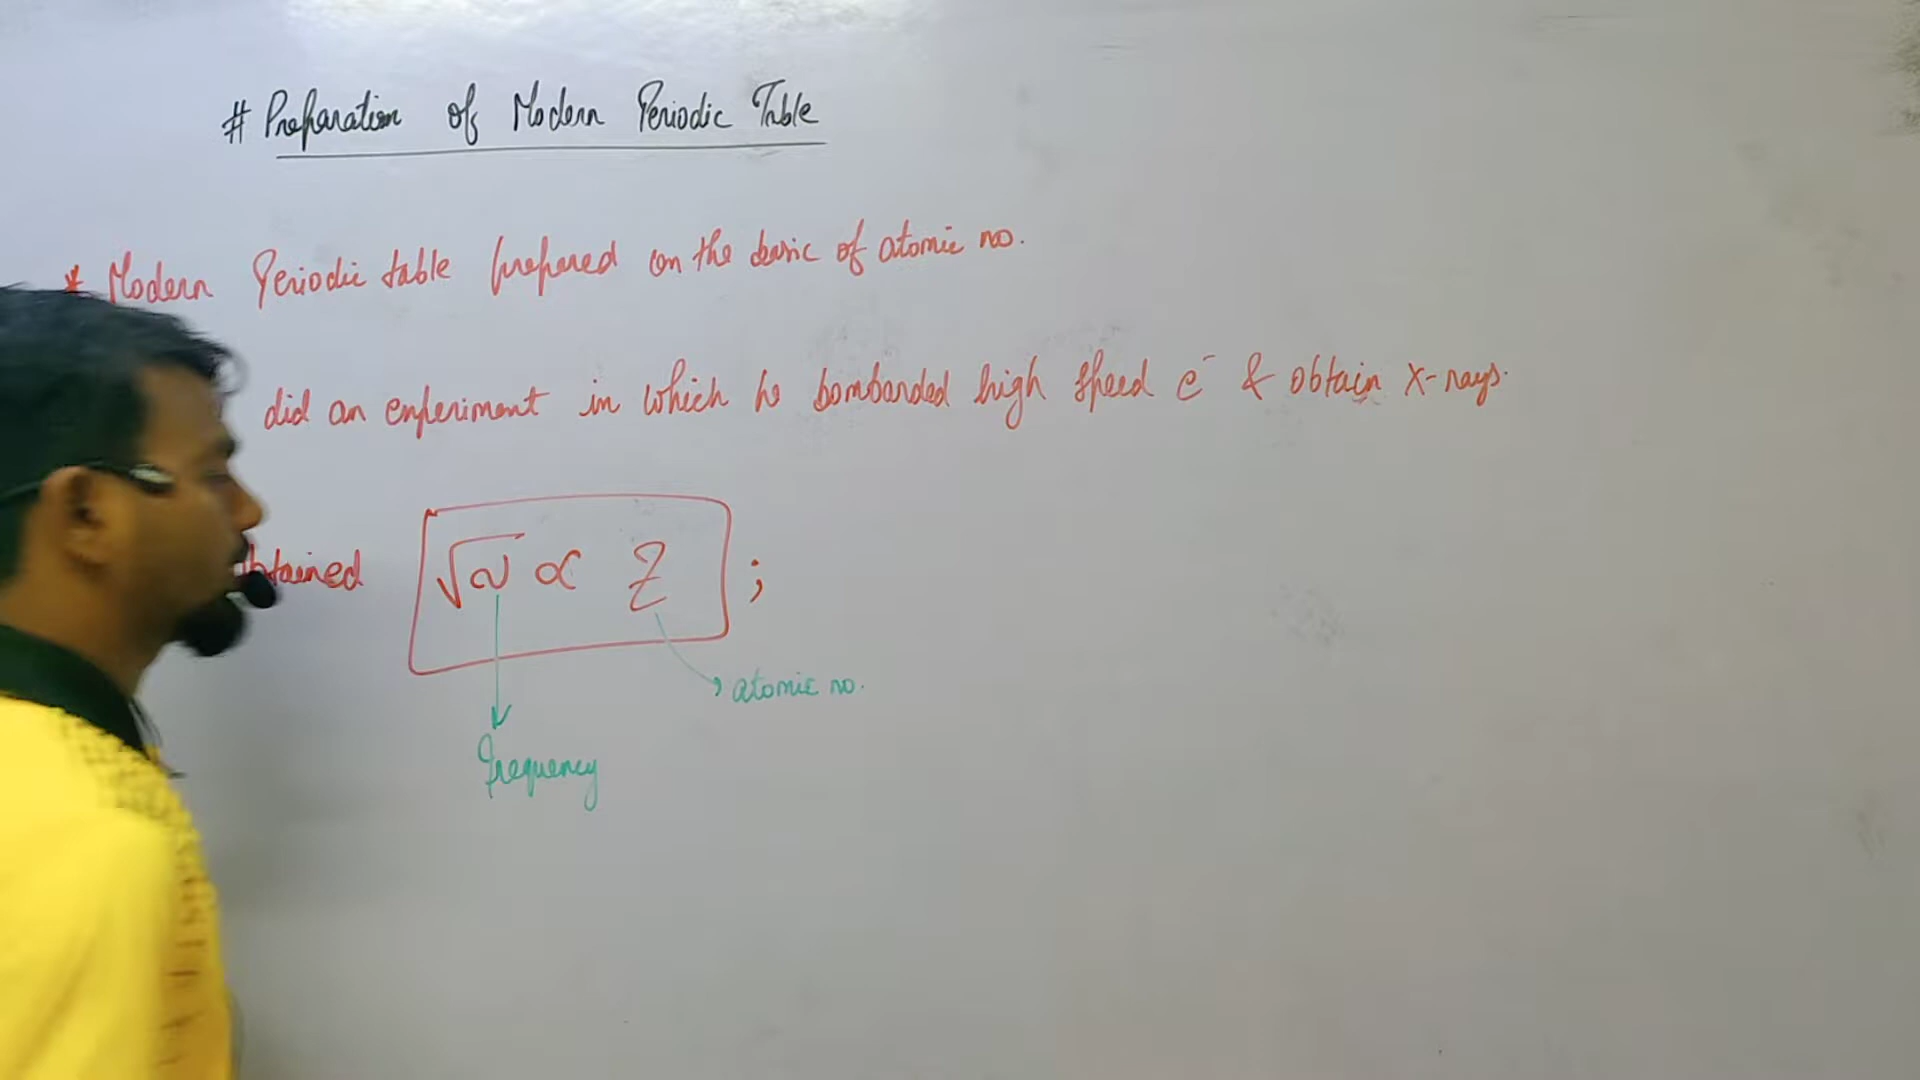 # Preparation of Modern Periodic Table
* Modern Periodic table prepared on the basic of atomic no.
did an experiment in which he bombarded high speed e⁻ & obtain X-rays.
obtained √ν ∝ Z ;
atomic no.
frequency